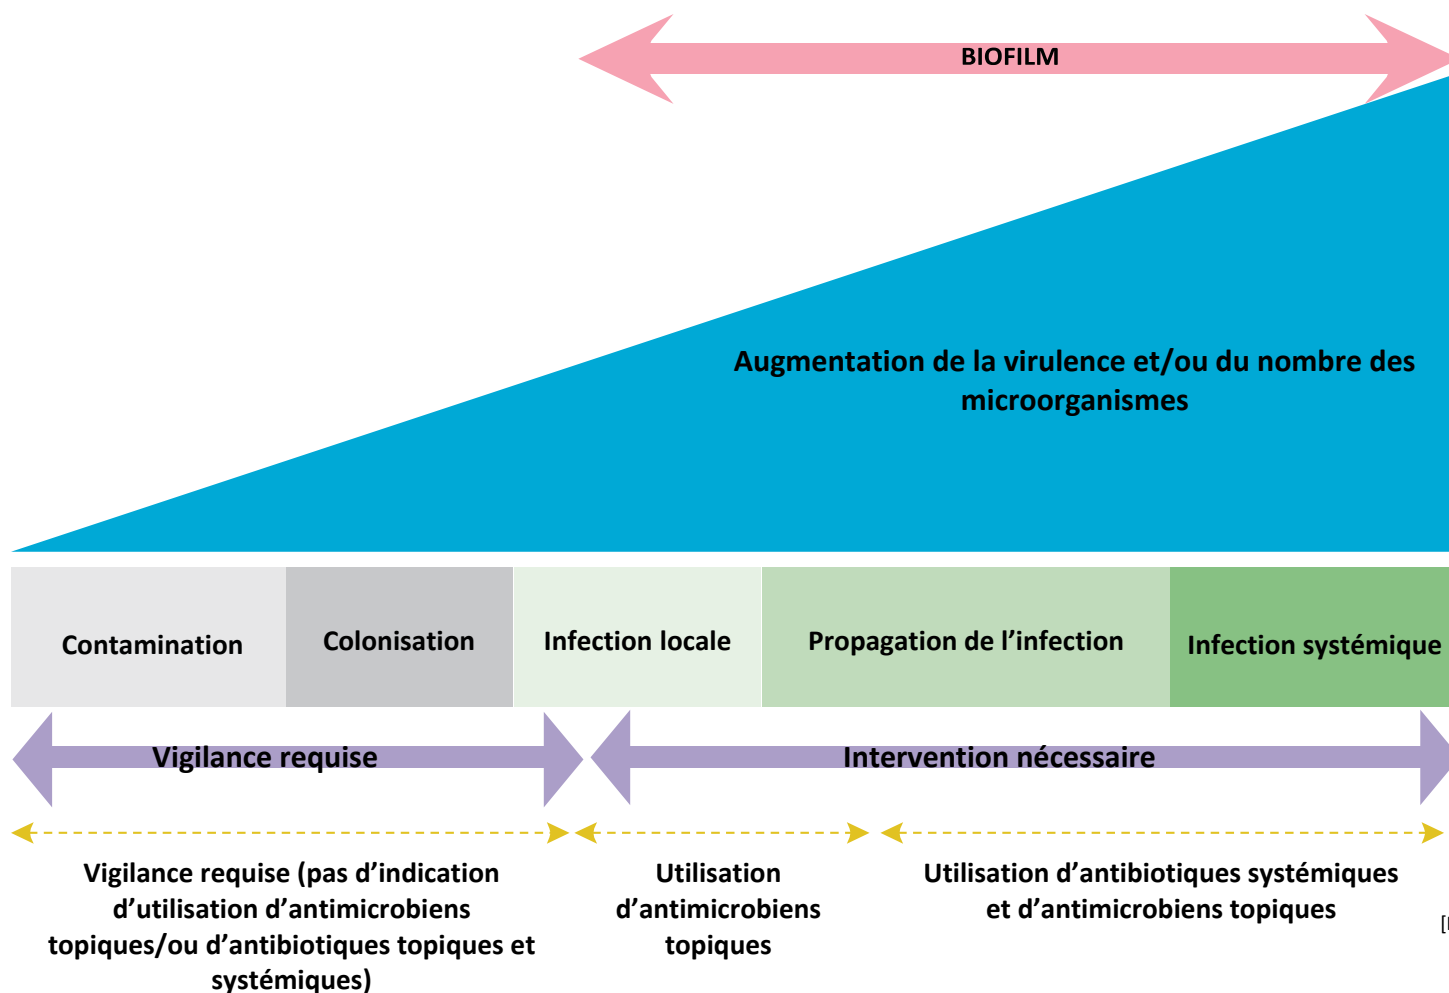 BIOFILM
Augmentation de la virulence et/ou du nombre des
microorganismes
Contamination
Colonisation
Infection locale
Propagation de l’infection
Infection systémique
Vigilance requise
Intervention nécessaire
Vigilance requise (pas d’indication
d’utilisation d’antimicrobiens
topiques/ou d’antibiotiques topiques et
systémiques)
Utilisation
d’antimicrobiens
topiques
Utilisation d’antibiotiques systémiques
et d’antimicrobiens topiques